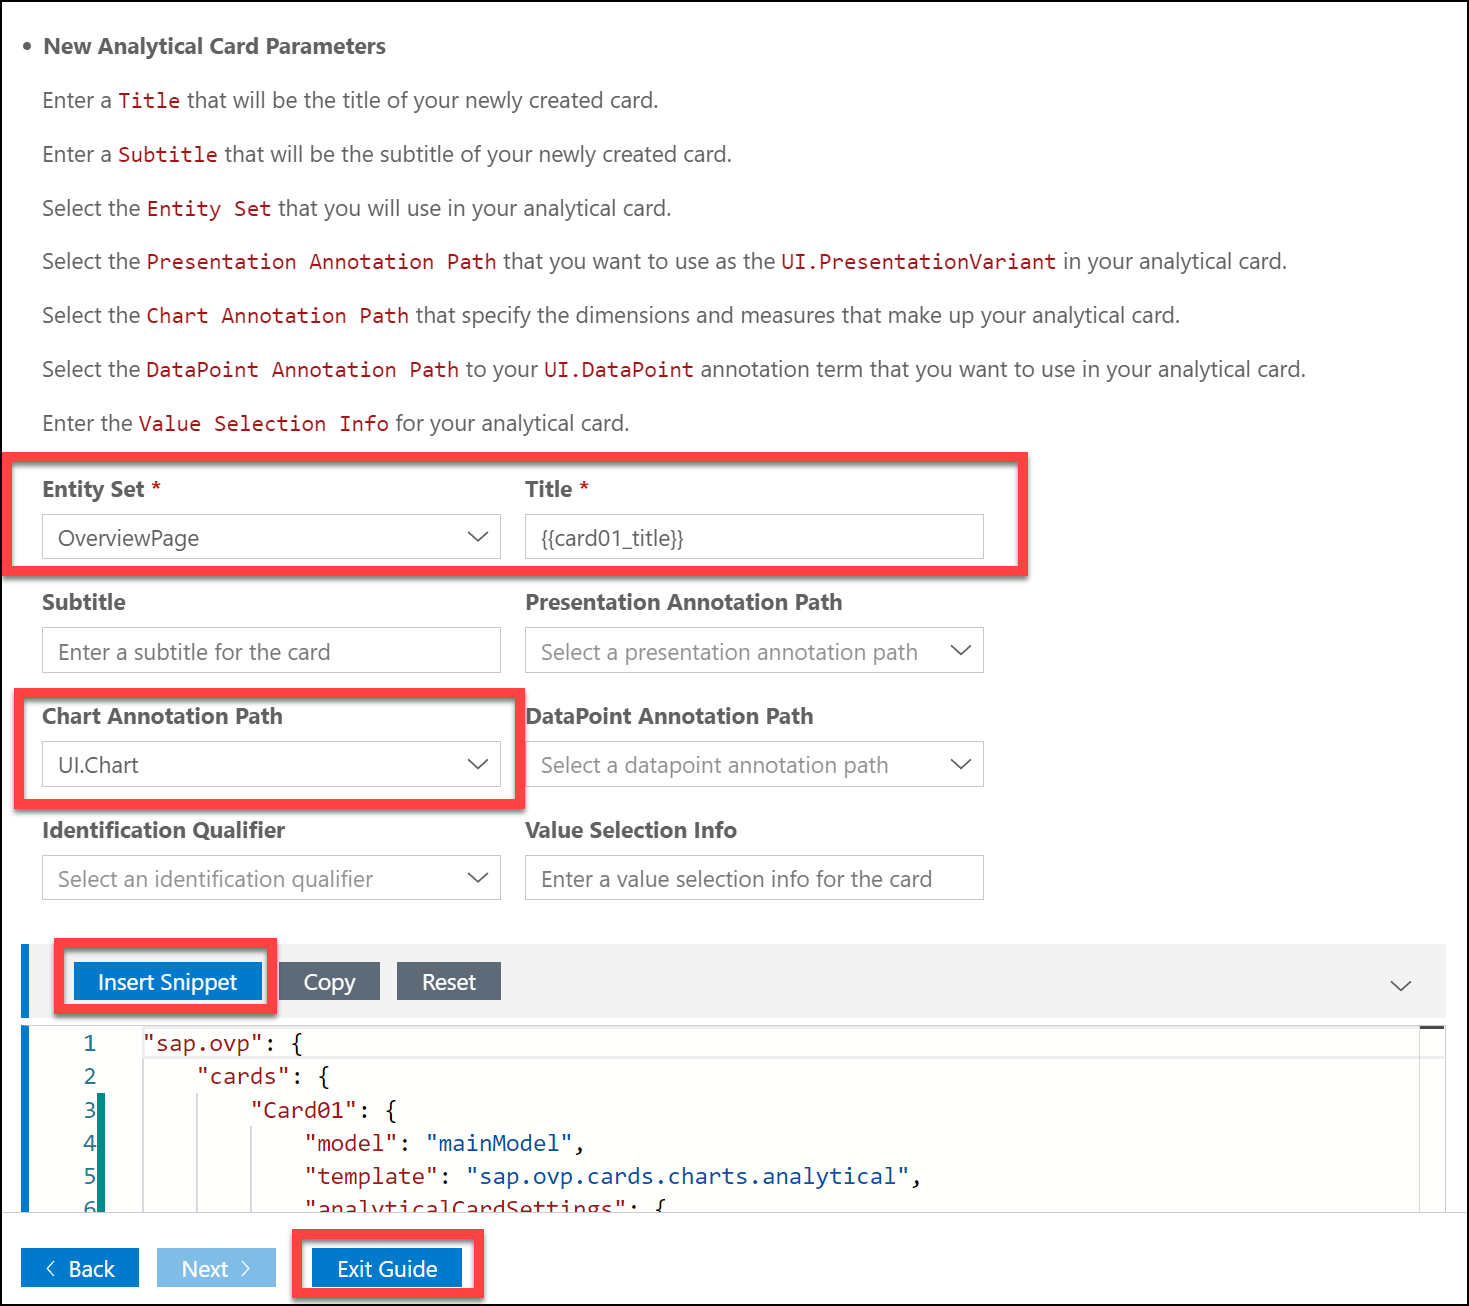 • New Analytical Card Parameters
Enter a Title that will be the title of your newly created card.
Enter a Subtitle that will be the subtitle of your newly created card.
Select the Entity Set that you will use in your analytical card.
Select the Presentation Annotation Path that you want to use as the UI.PresentationVariant in your analytical card.
Select the Chart Annotation Path that specify the dimensions and measures that make up your analytical card.
Select the DataPoint Annotation Path to your UI.DataPoint annotation term that you want to use in your analytical card.
Enter the Value Selection Info for your analytical card.
Entity Set * Title *
OverviewPage {{card01_title}}
Subtitle Presentation Annotation Path
Enter a subtitle for the card Select a presentation annotation path
Chart Annotation Path DataPoint Annotation Path
UI.Chart Select a datapoint annotation path
Identification Qualifier Value Selection Info
Select an identification qualifier Enter a value selection info for the card
Insert Snippet Copy Reset
1 "sap.ovp": {
2 "cards": {
3 "Card01": {
4 "model": "mainModel",
5 "template": "sap.ovp.cards.charts.analytical",
6 "analyticalCardSettings": {
Back Next Exit Guide